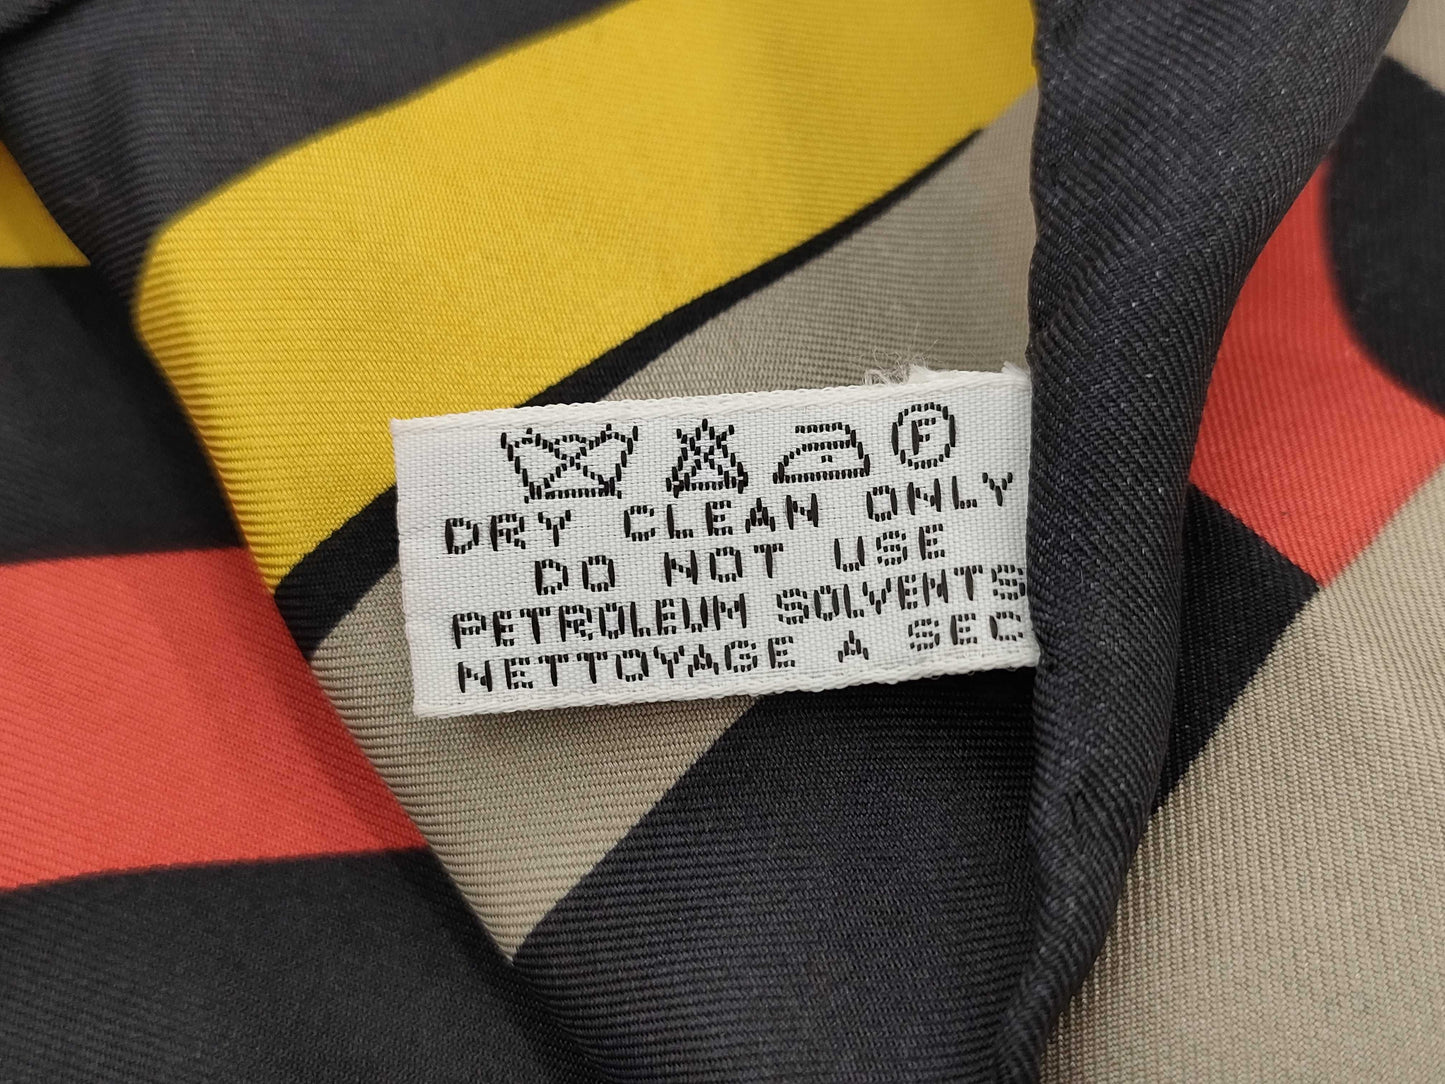 F
DRY CLEAN ONLY
DO NOT USE
PETROLEUM SOLVENTS
NETTOYAGE A SEC